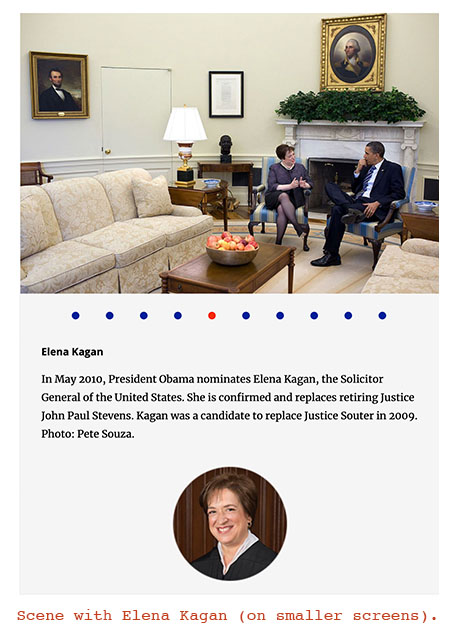 Elena Kagan
In May 2010, President Obama nominates Elena Kagan, the Solicitor
General of the United States. She is confirmed and replaces retiring Justice
John Paul Stevens. Kagan was a candidate to replace Justice Souter in 2009.
Photo: Pete Souza.
Scene with Elena Kagan (on smaller screens).